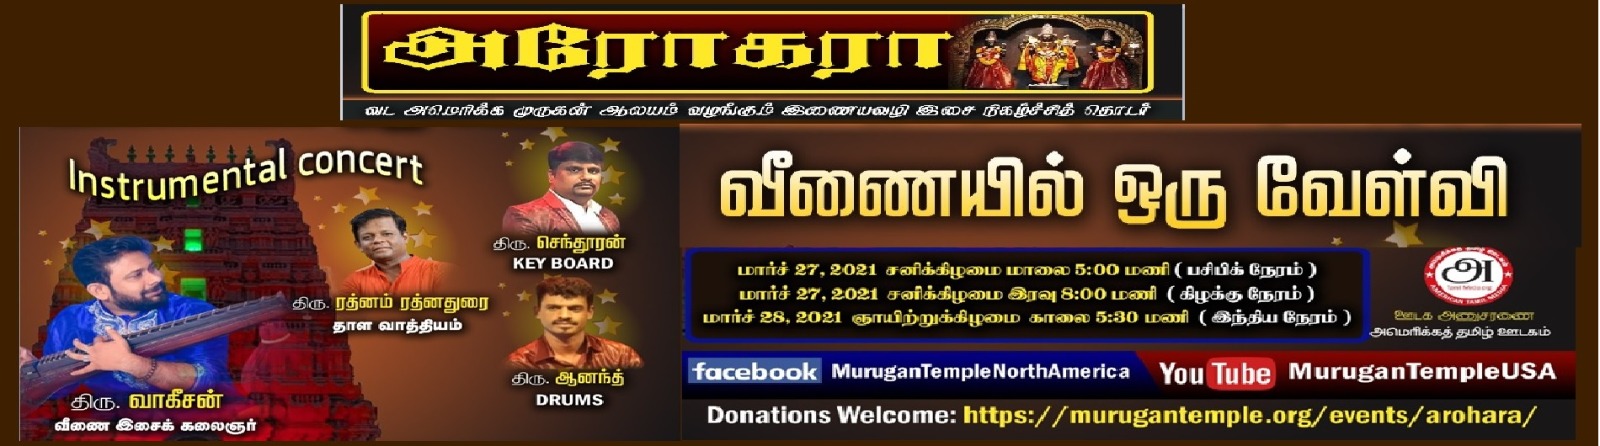 அரோகரா
வட அமெரிக்க முருகன் ஆலயம் வழங்கும் இணையவழி இசை நிகழ்ச்சித் தொடர்
Instrumental concert
திரு. செந்தூரன்
KEY BOARD
திரு. ரத்னம் ரத்னதுரை
தாள வாத்தியம்
திரு. ஆனந்த்
DRUMS
திரு. வாகீசன்
வீணை இசைக் கலைஞர்
வீணையில் ஒரு வேள்வி
மார்ச் 27, 2021 சனிக்கிழமை மாலை 5:00 மணி ( பசிபிக் நேரம் )
மார்ச் 27, 2021 சனிக்கிழமை இரவு 8:00 மணி ( கிழக்கு நேரம் )
மார்ச் 28, 2021 ஞாயிற்றுக்கிழமை காலை 5:30 மணி ( இந்திய நேரம் )
அ
AMERICAN TAMIL MEDIA
ஊடக அனுசரணை
அமெரிக்கத் தமிழ் ஊடகம்
facebook MuruganTempleNorthAmerica YouTube MuruganTempleUSA
Donations Welcome: https://murugantemple.org/events/arohara/